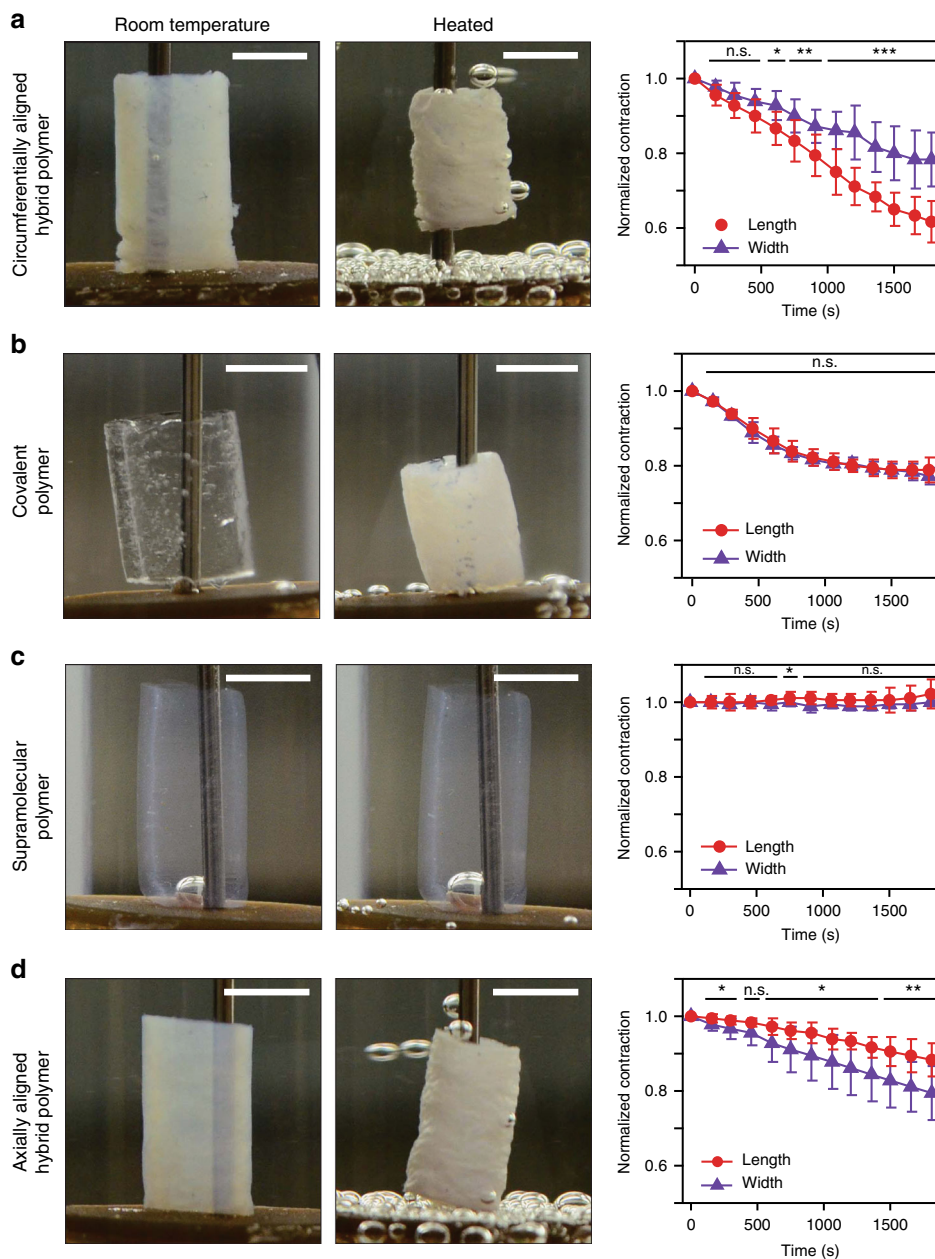 a
Room temperature
Heated
Circumferentially aligned
hybrid polymer
n.s. * ** ***
Normalized contraction
1.0
0.8
0.6
Length
Width
0 500 1000 1500
Time (s)
b
Covalent
polymer
n.s.
Normalized contraction
1.0
0.8
0.6
Length
Width
0 500 1000 1500
Time (s)
c
Supramolecular
polymer
n.s. * n.s.
Normalized contraction
1.0
0.8
0.6
Length
Width
0 500 1000 1500
Time (s)
d
Axially aligned
hybrid polymer
* n.s. * **
Normalized contraction
1.0
0.8
0.6
Length
Width
0 500 1000 1500
Time (s)